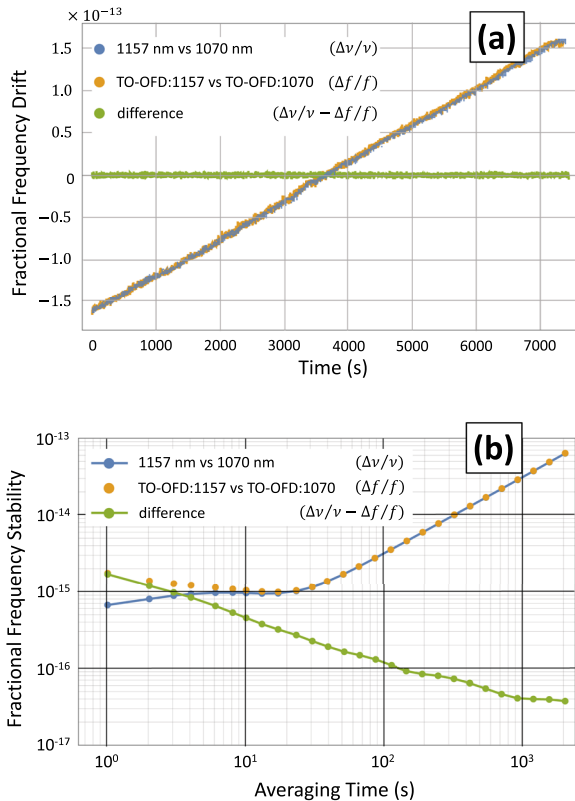 × 10⁻¹³
(a)
1157 nm vs 1070 nm (Δν/ν)
TO-OFD:1157 vs TO-OFD:1070 (Δf/f)
difference (Δν/ν − Δf/f)
1.5
1.0
0.5
0
−0.5
−1.0
−1.5
Fractional Frequency Drift
0 1000 2000 3000 4000 5000 6000 7000
Time (s)
(b)
1157 nm vs 1070 nm (Δν/ν)
TO-OFD:1157 vs TO-OFD:1070 (Δf/f)
difference (Δν/ν − Δf/f)
10⁻¹³
10⁻¹⁴
10⁻¹⁵
10⁻¹⁶
10⁻¹⁷
Fractional Frequency Stability
10⁰ 10¹ 10² 10³
Averaging Time (s)